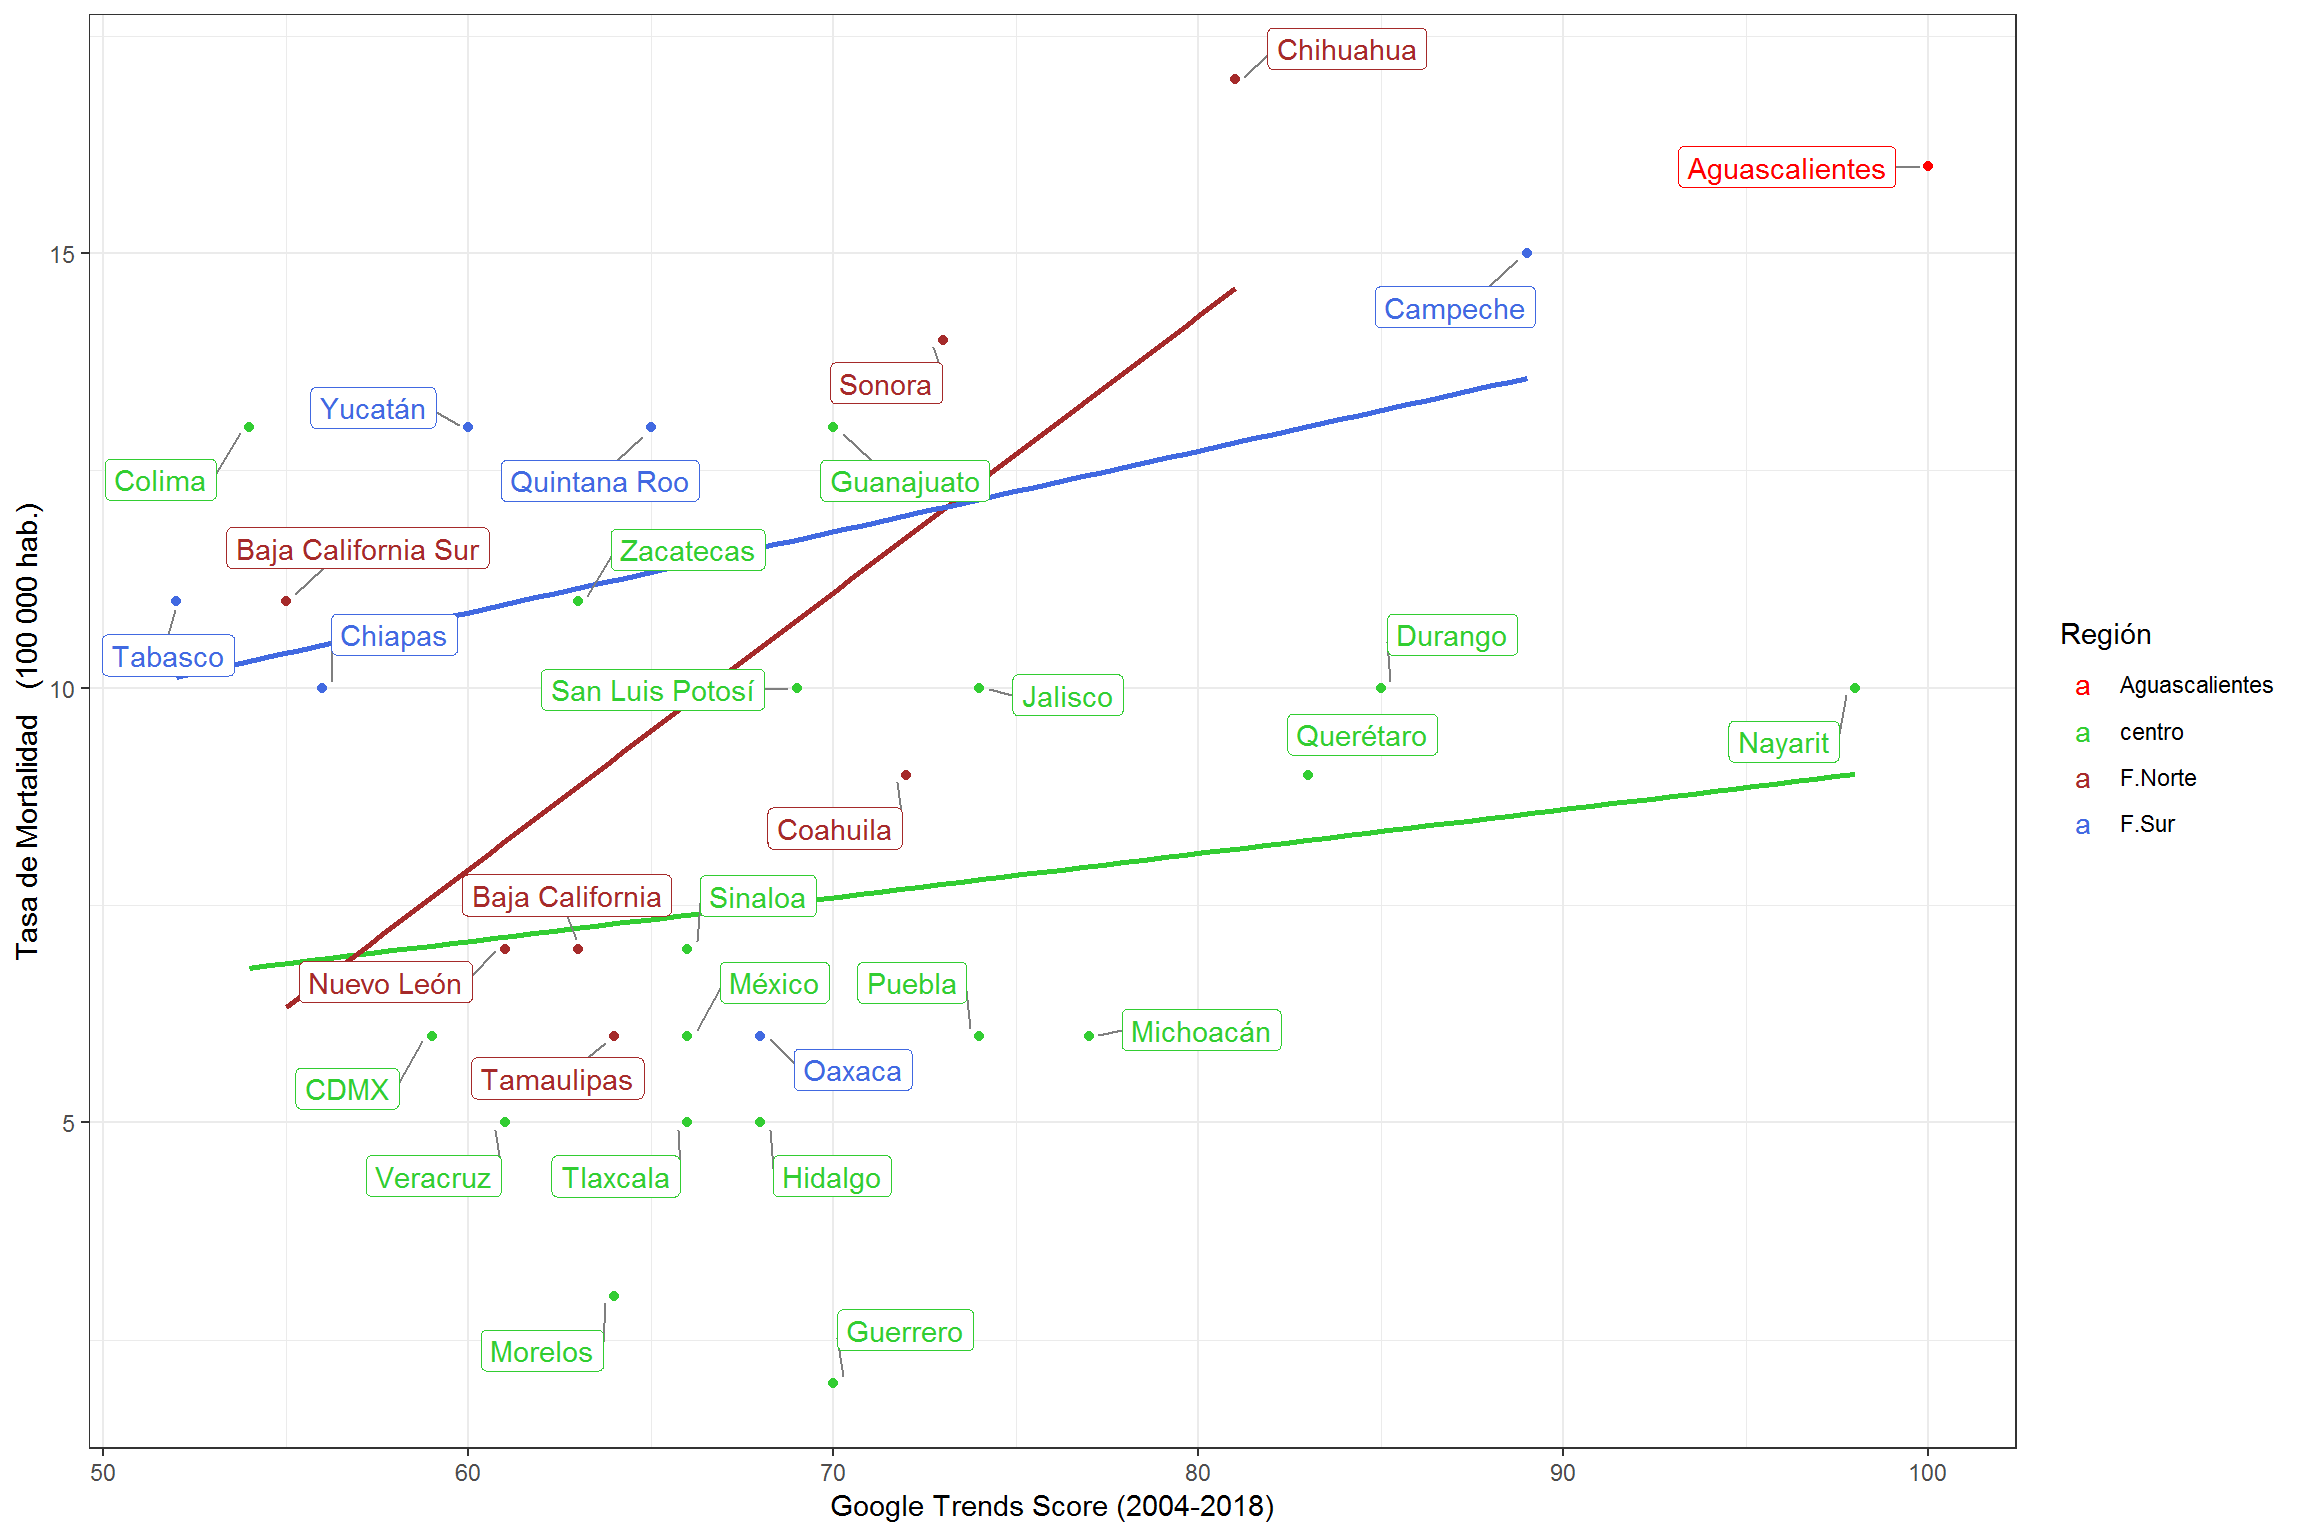 Chihuahua
Aguascalientes
15
Campeche
Sonora
Yucatán
Colima
Quintana Roo
Guanajuato
Baja California Sur
Zacatecas
Tabasco
Chiapas
Durango
10
San Luis Potosí
Jalisco
Querétaro
Nayarit
Coahuila
Baja California
Sinaloa
Nuevo León
México
Puebla
Michoacán
CDMX
Tamaulipas
Oaxaca
5
Veracruz
Tlaxcala
Hidalgo
Morelos
Guerrero
50
60
70
80
90
100
Google Trends Score (2004-2018)
Tasa de Mortalidad (100 000 hab.)
Región
a Aguascalientes
a centro
a F.Norte
a F.Sur